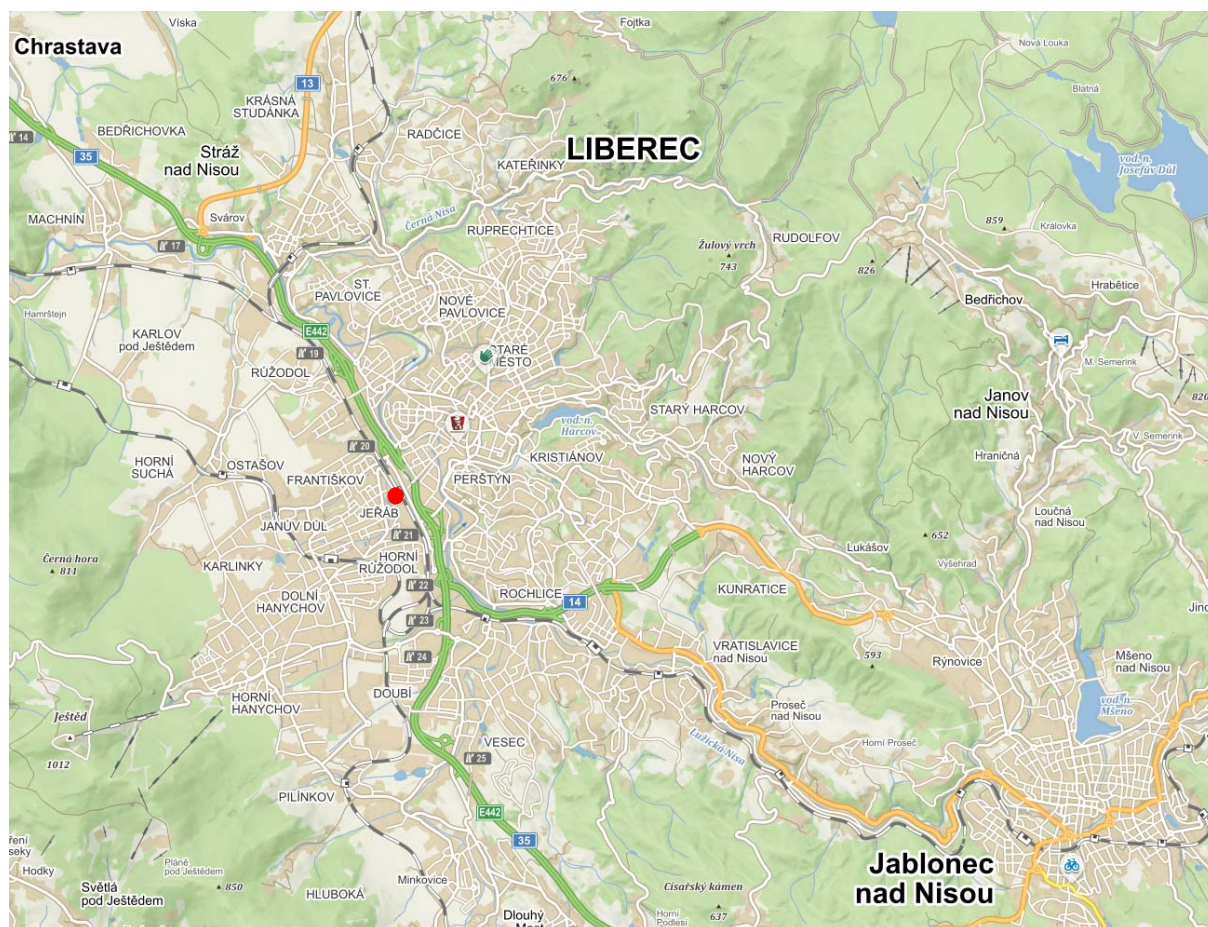 Víska
Fojtka
Chrastava
Nová Louka
676
13
Blatná
KRÁSNÁ
STUDÁNKA
14
BEDŘICHOVKA
RADČICE
LIBEREC
35
Stráž
nad Nisou
KATEŘINKY
vod. n.
Josefův Důl
MACHNÍN
Svárov
Černá Nisa
859
Královka
17
RUPRECHTICE
Žulový vrch
743
RUDOLFOV
826
ST.
PAVLOVICE
NOVÉ
PAVLOVICE
Bedřichov
Hrabětice
Hamrštejn
KARLOV
pod Ještědem
E442
19
STARÉ
MĚSTO
M. Semerink
RŮŽODOL
Janov
nad Nisou
820
STARÝ HARCOV
vod. n.
Harcov
20
V. Semerink
HORNÍ
SUCHÁ
OSTAŠOV
FRANTIŠKOV
PERŠTÝN
KRISTIÁNOV
NOVÝ
HARCOV
Hraničná
JEŘÁB
Loučná
nad Nisou
JANŮV DŮL
21
652
Lukášov
Vyšehrad
Černá hora
811
KARLINKY
HORNÍ
RŮŽODOL
22
DOLNÍ
HANYCHOV
ROCHLICE
14
KUNRATICE
23
VRATISLAVICE
nad Nisou
593
Rýnovice
Mšeno
nad Nisou
24
HORNÍ
HANYCHOV
DOUBÍ
vod. n.
Mšeno
Ještěd
1012
Proseč
nad Nisou
Lužická Nisa
Horní Proseč
VESEC
25
PILÍNKOV
E442
35
Hodky
Pláně
pod Ještědem
850
Světlá
pod Ještědem
HLUBOKÁ
Minkovice
Císařský kámen
637
Jablonec
nad Nisou
Dlouhý
Horní